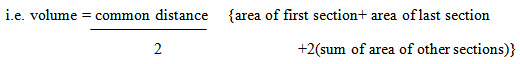 i.e. volume = common distance {area of first section+ area of last section
2 +2(sum of area of other sections)}